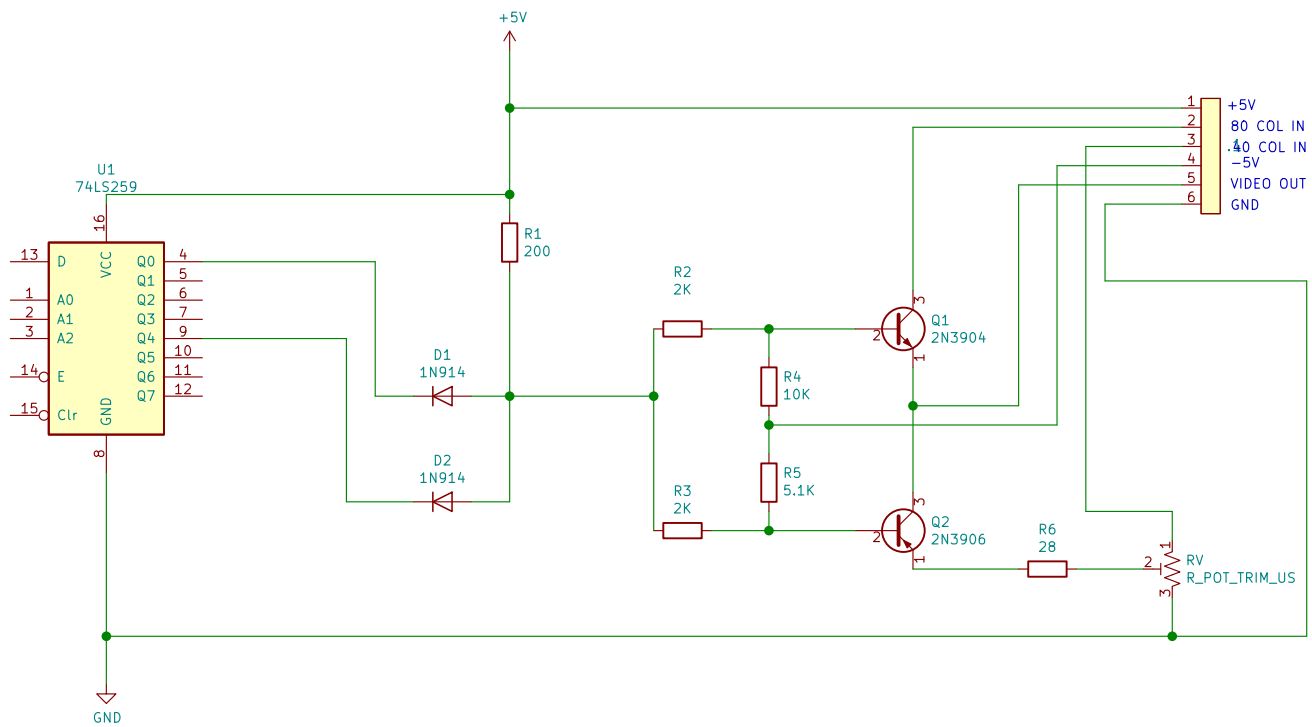 +5V
1
+5V
2
80 COL IN
3
40 COL IN
4
-5V
5
VIDEO OUT
6
GND
U1
74LS259
16
VCC
13
D
Q0
4
Q1
5
1
A0
Q2
6
2
A1
Q3
7
3
A2
Q4
9
Q5
10
14
E
Q6
11
Q7
12
15
Clr
GND
8
R1
200
R2
2K
D1
1N914
D2
1N914
R3
2K
R4
10K
R5
5.1K
3
2
1
Q1
2N3904
3
2
1
Q2
2N3906
R6
28
1
2
3
RV
R_POT_TRIM_US
GND